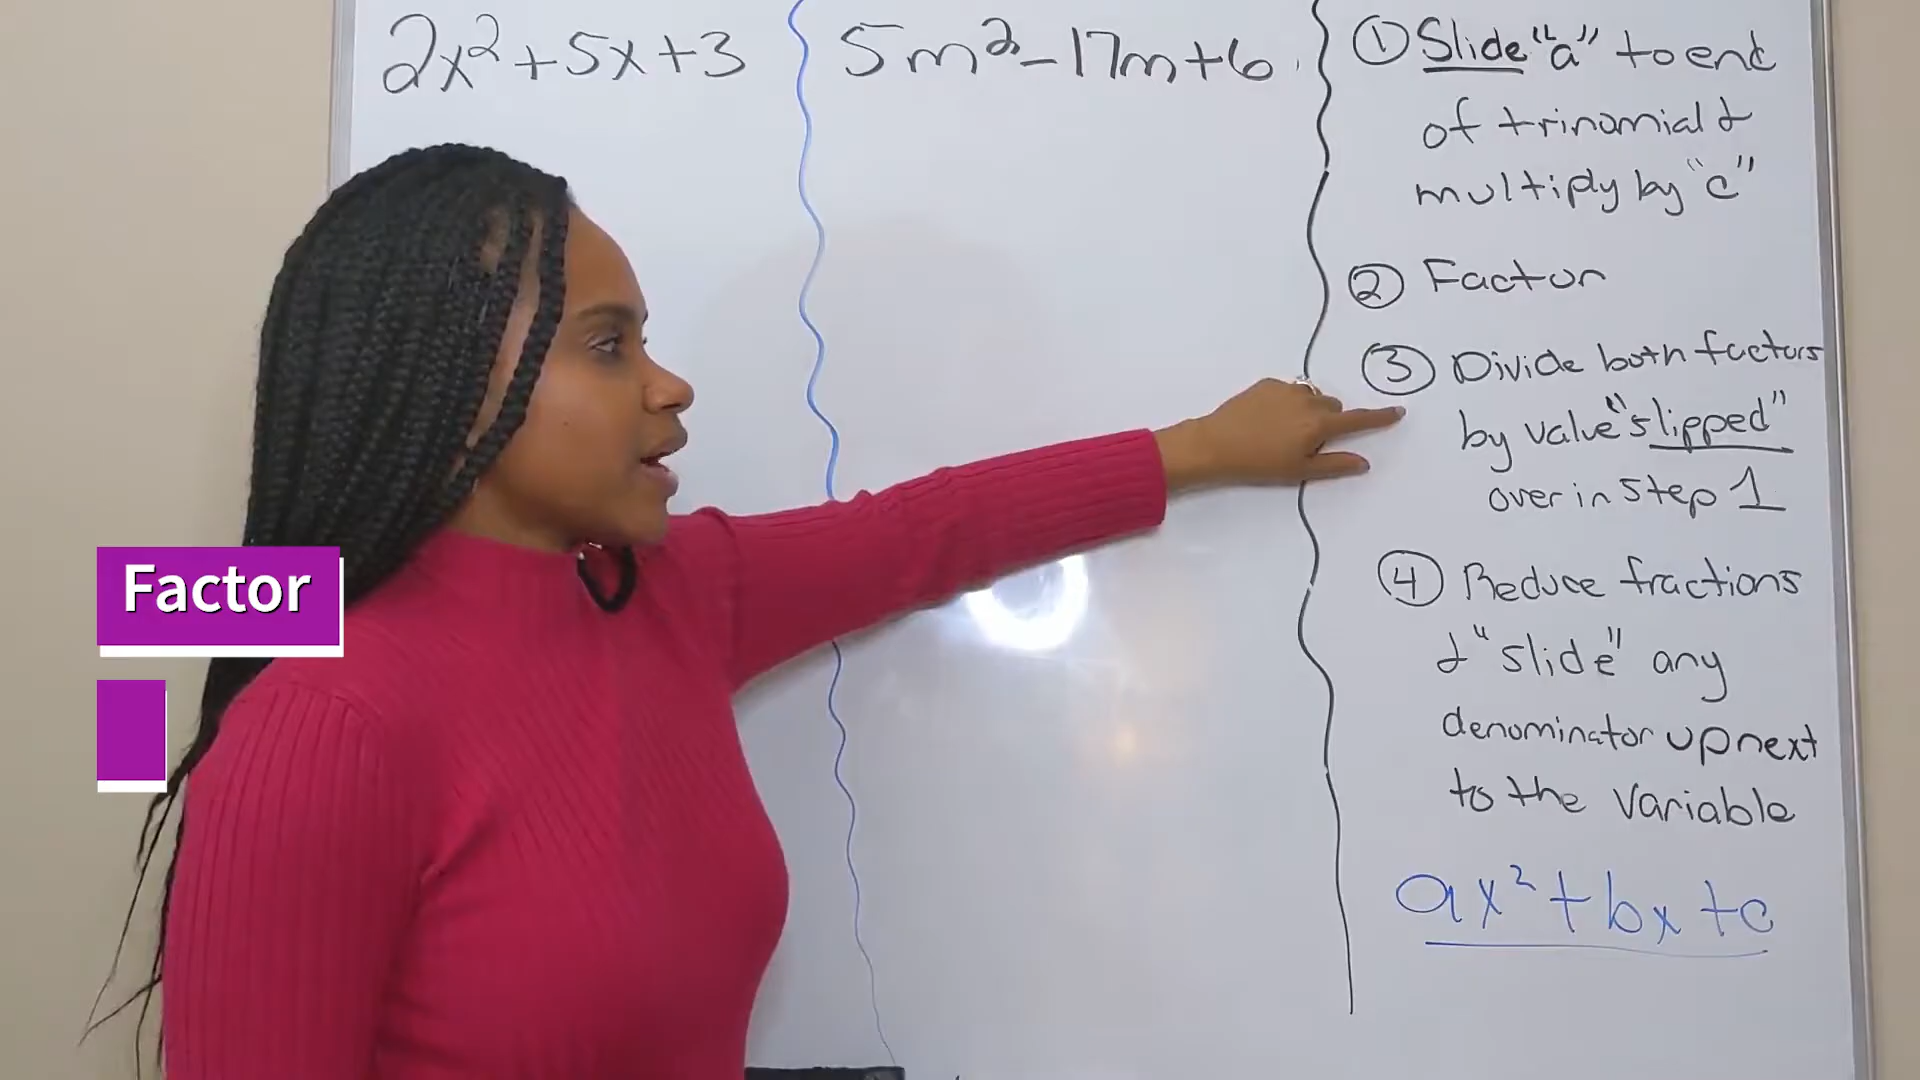 2x²+5x+3
5m²-17m+6
① Slide "a" to end
of trinomial &
multiply by "c"
② Factor
③ Divide both factors
by value "slipped"
over in step 1
④ Reduce fractions
& "slide" any
denominator up next
to the variable
ax²+bx+c
Factor